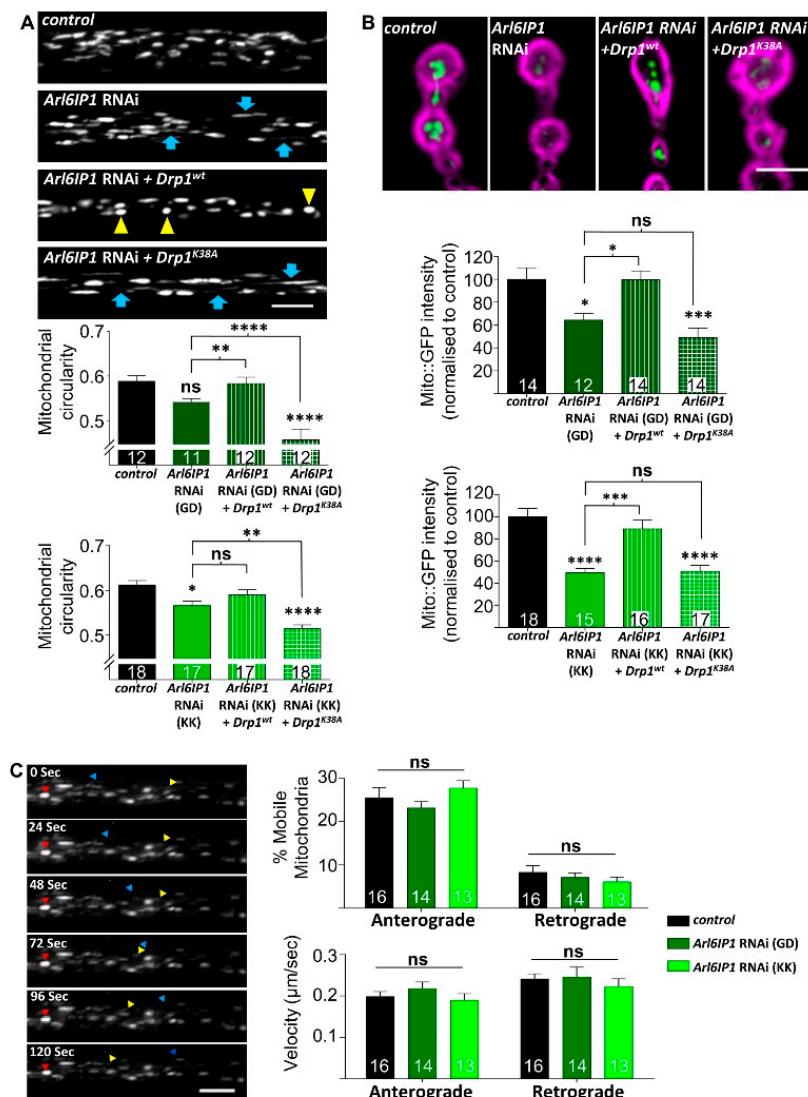 A
control
Arl6IP1 RNAi
Arl6IP1 RNAi + Drp1wt
Arl6IP1 RNAi + Drp1K38A
Mitochondrial
circularity
0.7
0.6
0.5
ns
**
****
****
12
11
12
12
control
Arl6IP1
RNAi
(GD)
Arl6IP1
RNAi (GD)
+ Drp1wt
Arl6IP1
RNAi (GD)
+ Drp1K38A
Mitochondrial
circularity
0.7
0.6
0.5
*
ns
**
****
18
17
17
18
control
Arl6IP1
RNAi
(KK)
Arl6IP1
RNAi (KK)
+ Drp1wt
Arl6IP1
RNAi (KK)
+ Drp1K38A
B
control
Arl6IP1
RNAi
Arl6IP1 RNAi
+Drp1wt
Arl6IP1 RNAi
+Drp1K38A
Mito::GFP intensity
(normalised to control)
120
100
80
60
40
20
ns
*
*
***
14
12
14
14
control
Arl6IP1
RNAi
(GD)
Arl6IP1
RNAi (GD)
+ Drp1wt
Arl6IP1
RNAi (GD)
+ Drp1K38A
Mito::GFP intensity
(normalised to control)
120
100
80
60
40
20
ns
***
****
****
18
15
16
17
control
Arl6IP1
RNAi
(KK)
Arl6IP1
RNAi (KK)
+ Drp1wt
Arl6IP1
RNAi (KK)
+ Drp1K38A
C
0 Sec
24 Sec
48 Sec
72 Sec
96 Sec
120 Sec
% Mobile
Mitochondria
30
20
10
ns
ns
16
14
13
16
14
13
Anterograde
Retrograde
Velocity (μm/sec)
0.3
0.2
0.1
ns
ns
16
14
13
16
14
13
Anterograde
Retrograde
control
Arl6IP1 RNAi (GD)
Arl6IP1 RNAi (KK)